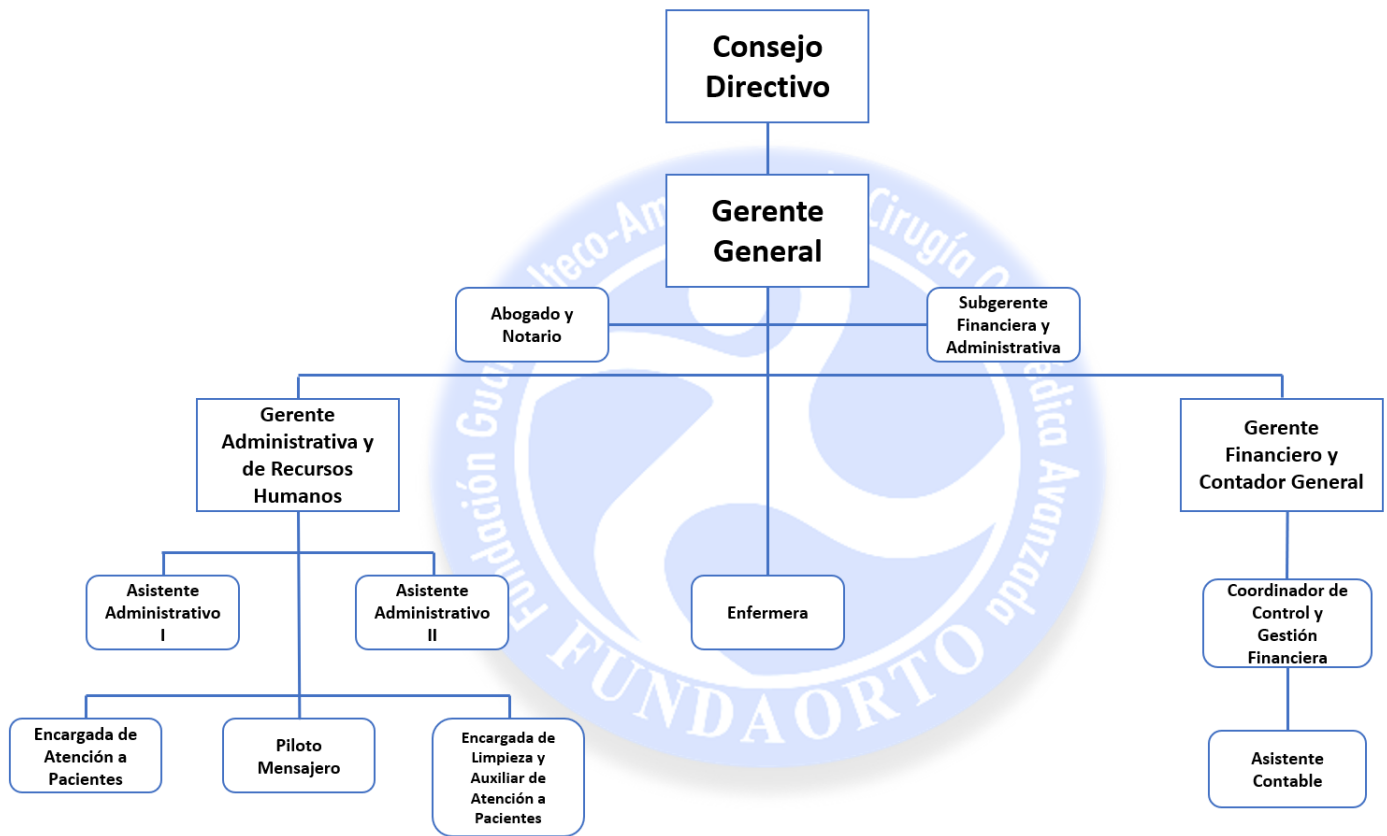 Consejo
Directivo
Gerente
General
Abogado y
Notario
Subgerente
Financiera y
Administrativa
Gerente
Administrativa y
de Recursos
Humanos
Gerente
Financiero y
Contador General
Asistente
Administrativo
I
Asistente
Administrativo
II
Enfermera
Coordinador de
Control y
Gestión
Financiera
Encargada de
Atención a
Pacientes
Piloto
Mensajero
Encargada de
Limpieza y
Auxiliar de
Atención a
Pacientes
Asistente
Contable
Fundación
Cirugía
Avanzada
FUNDAORTO